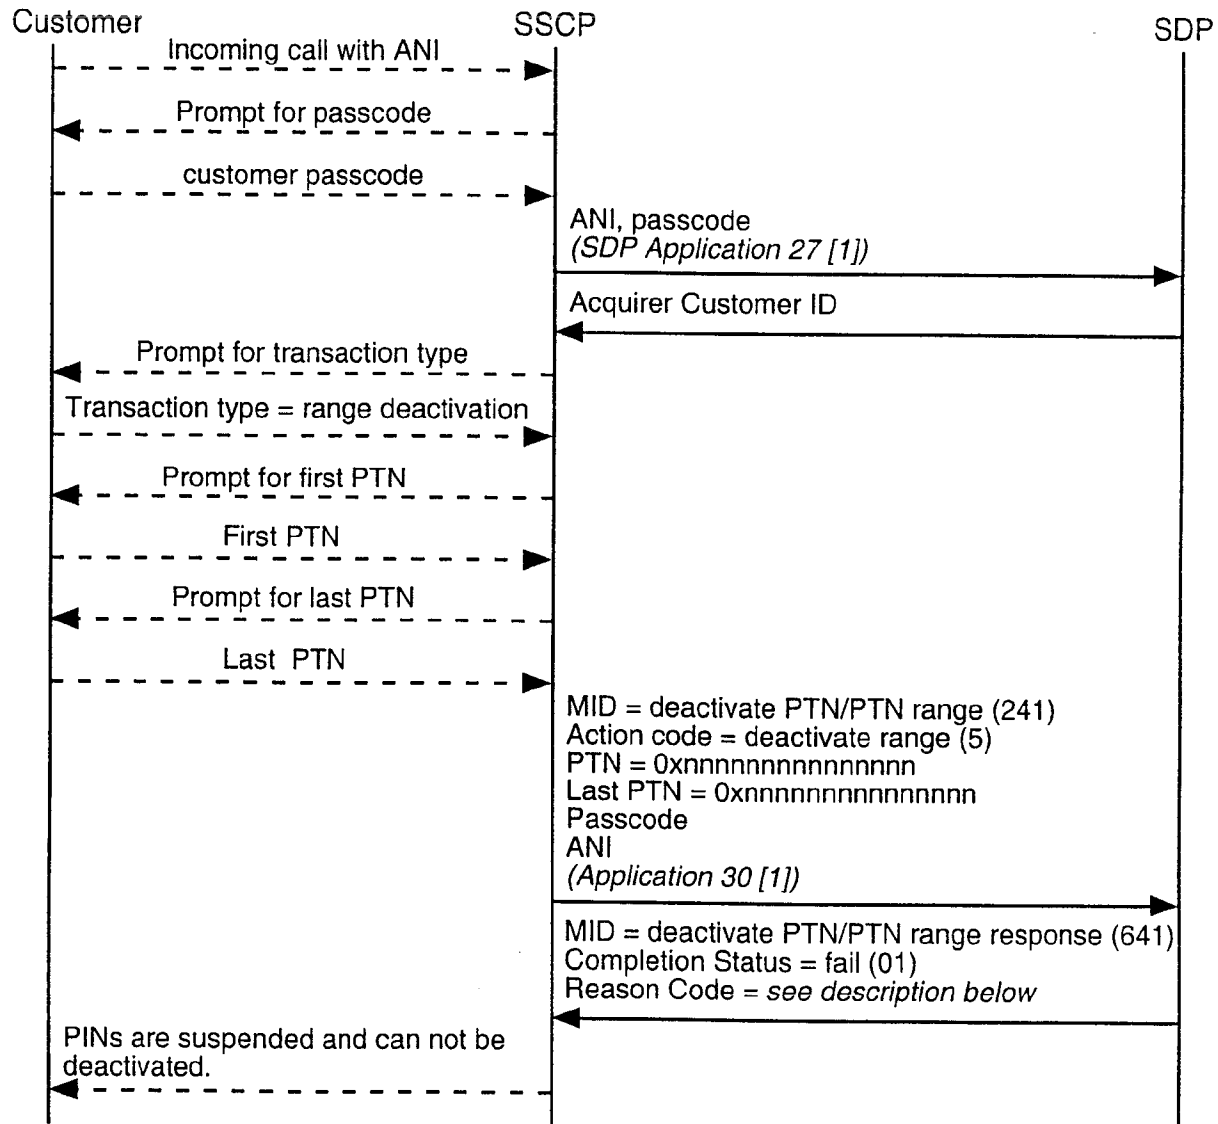 Customer
SSCP
SDP
Incoming call with ANI
Prompt for passcode
customer passcode
ANI, passcode
(SDP Application 27 [1])
Acquirer Customer ID
Prompt for transaction type
Transaction type = range deactivation
Prompt for first PTN
First PTN
Prompt for last PTN
Last PTN
MID = deactivate PTN/PTN range (241)
Action code = deactivate range (5)
PTN = 0xnnnnnnnnnnnnnnnn
Last PTN = 0xnnnnnnnnnnnnnnnn
Passcode
ANI
(Application 30 [1])
MID = deactivate PTN/PTN range response (641)
Completion Status = fail (01)
Reason Code = see description below
PINs are suspended and can not be
deactivated.